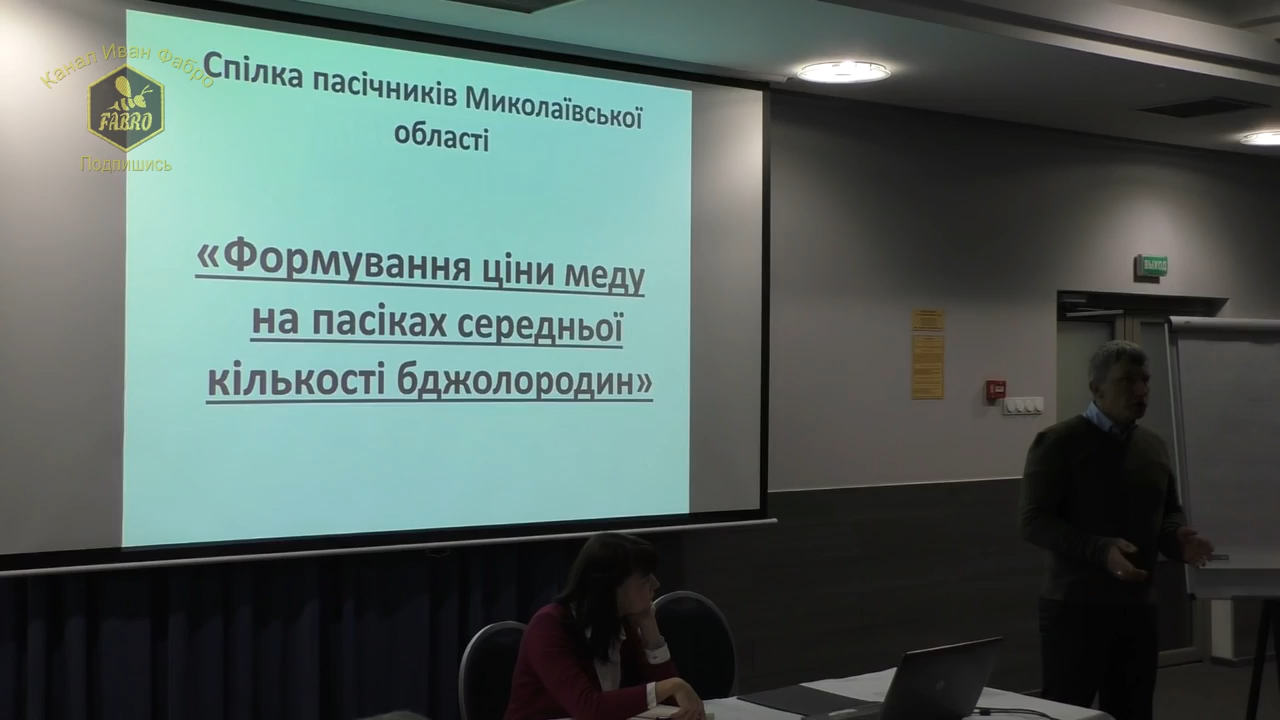 Канал Иван Фабро
FABRO
Подпишись
Спілка пасічників Миколаївської
області
«Формування ціни меду
на пасіках середньої
кількості бджолородин»
ВЫХОД